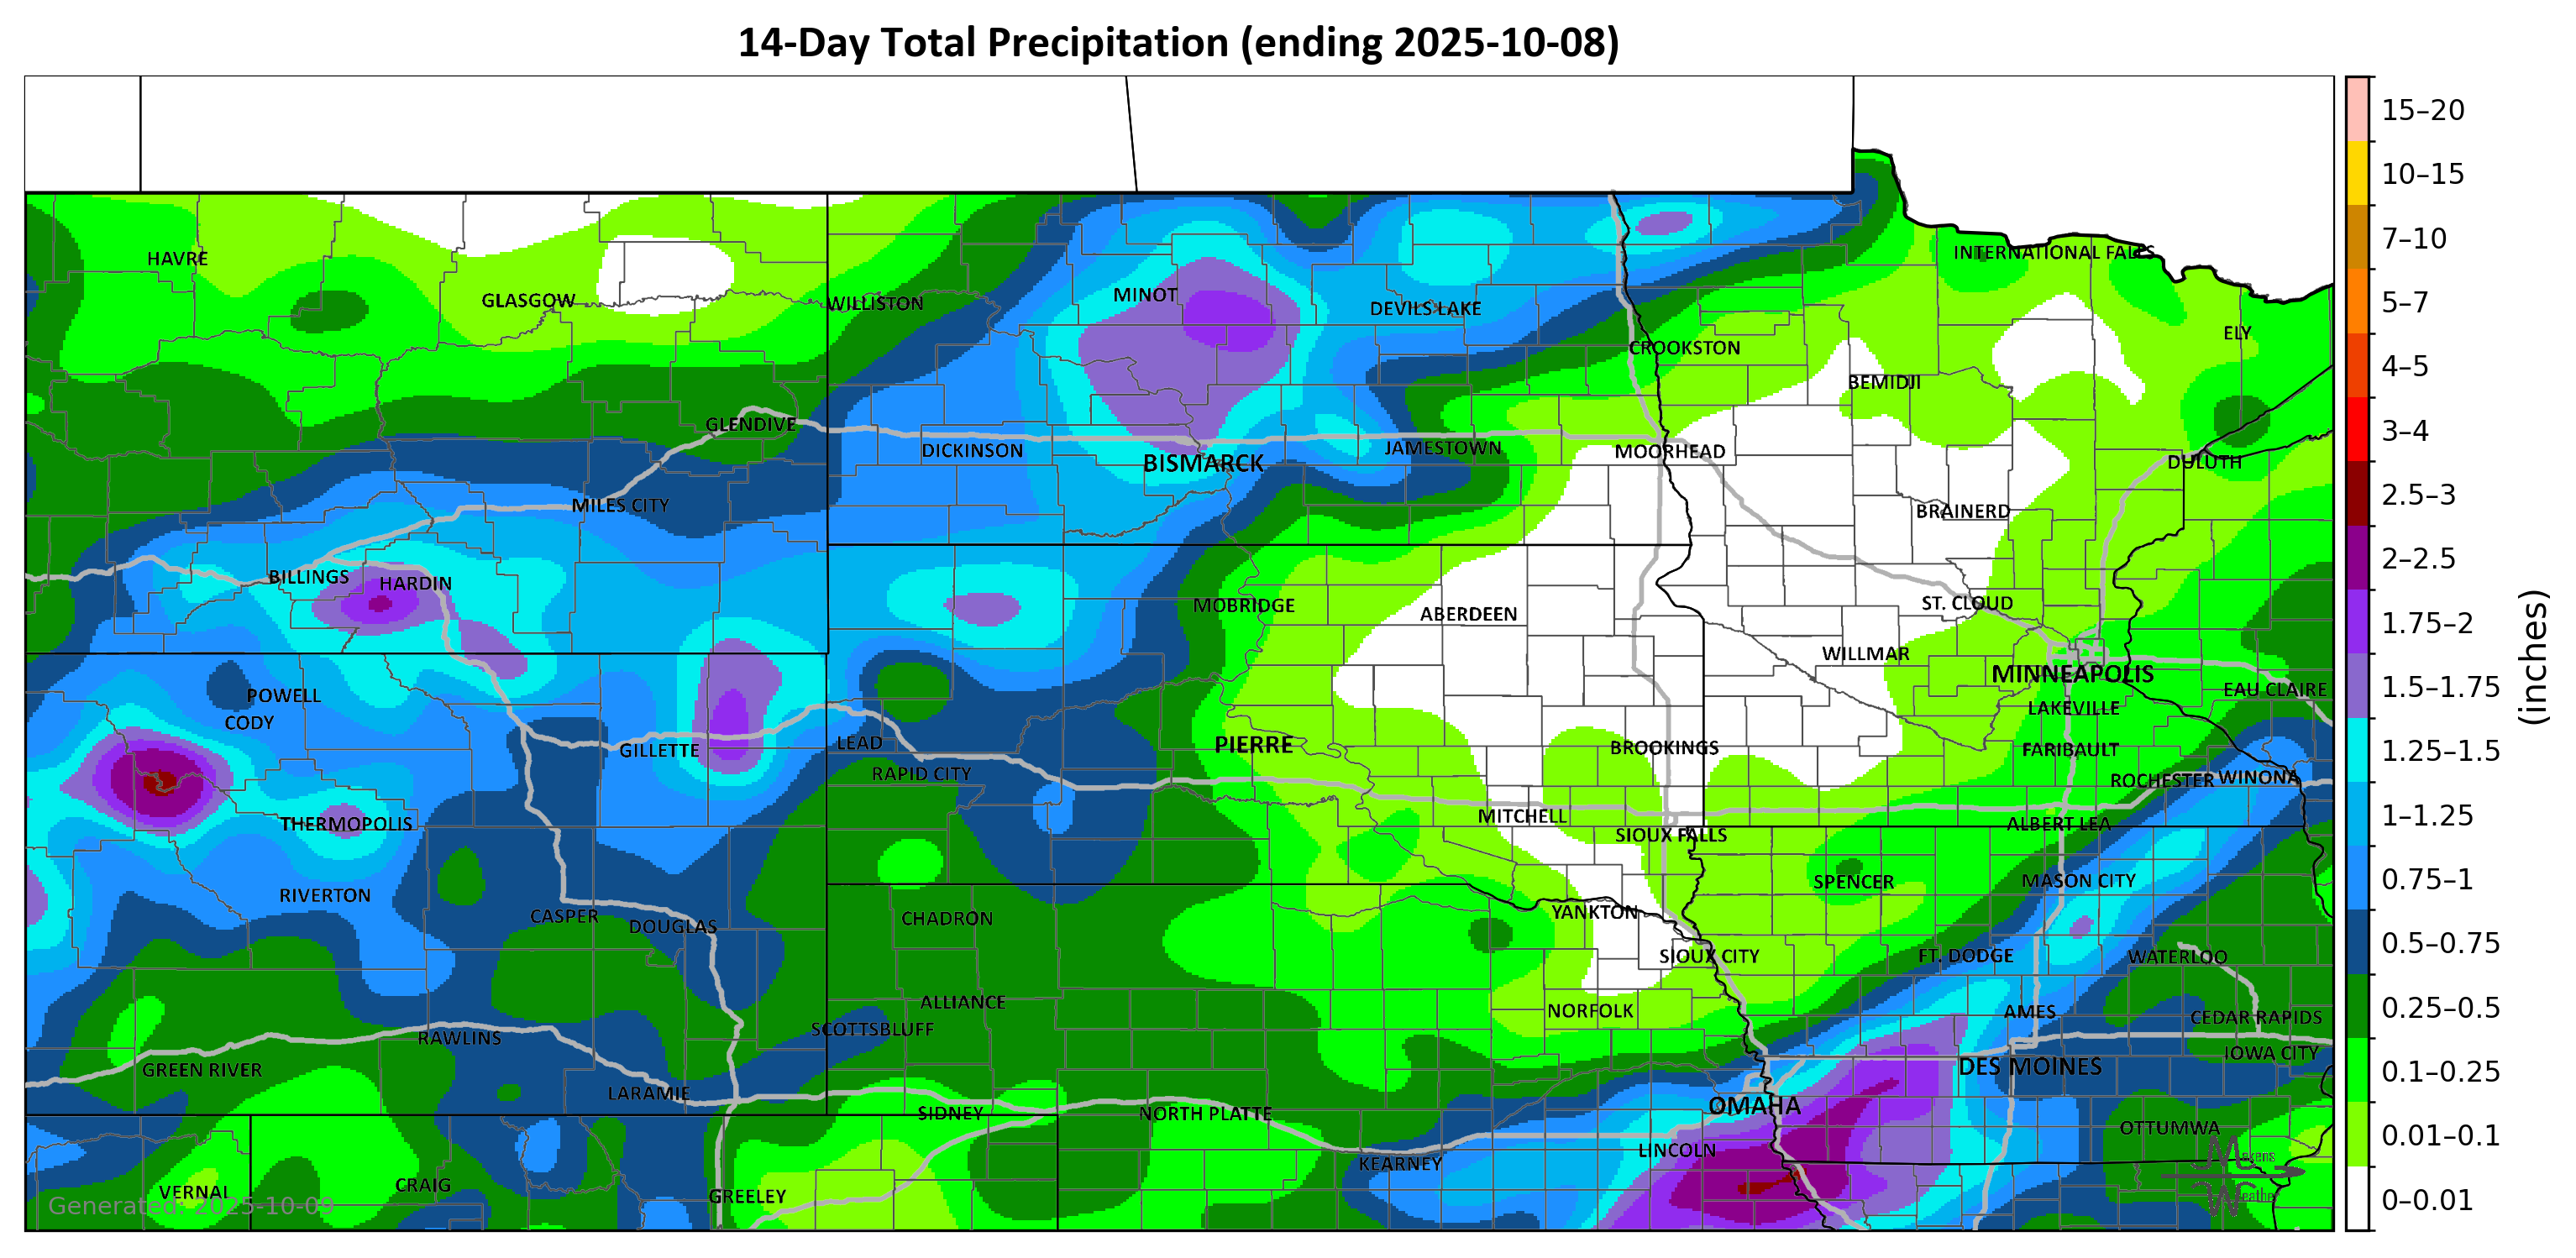 14-Day Total Precipitation (ending 2025-10-08)
15–20
10–15
7–10
5–7
4–5
3–4
2.5–3
2–2.5
1.75–2
1.5–1.75
1.25–1.5
1–1.25
0.75–1
0.5–0.75
0.25–0.5
0.1–0.25
0.01–0.1
0–0.01
(inches)
INTERNATIONAL FALLS
HAVRE
GLASGOW
WILLISTON
MINOT
DEVILS LAKE
ELY
CROOKSTON
BEMIDJI
GLENDIVE
DICKINSON
BISMARCK
JAMESTOWN
MOORHEAD
DULUTH
MILES CITY
BRAINERD
BILLINGS
HARDIN
MOBRIDGE
ABERDEEN
ST. CLOUD
WILLMAR
MINNEAPOLIS
POWELL
EAU CLAIRE
CODY
LAKEVILLE
GILLETTE
LEAD
PIERRE
BROOKINGS
FARIBAULT
RAPID CITY
ROCHESTER
WINONA
THERMOPOLIS
MITCHELL
SIOUX FALLS
ALBERT LEA
RIVERTON
SPENCER
MASON CITY
CASPER
DOUGLAS
CHADRON
YANKTON
SIOUX CITY
FT. DODGE
WATERLOO
ALLIANCE
NORFOLK
AMES
CEDAR RAPIDS
RAWLINS
SCOTTSBLUFF
GREEN RIVER
DES MOINES
IOWA CITY
LARAMIE
SIDNEY
NORTH PLATTE
OMAHA
OTTUMWA
LINCOLN
KEARNEY
VERNAL
CRAIG
GREELEY
Makens
Weather
Generated: 2025-10-09